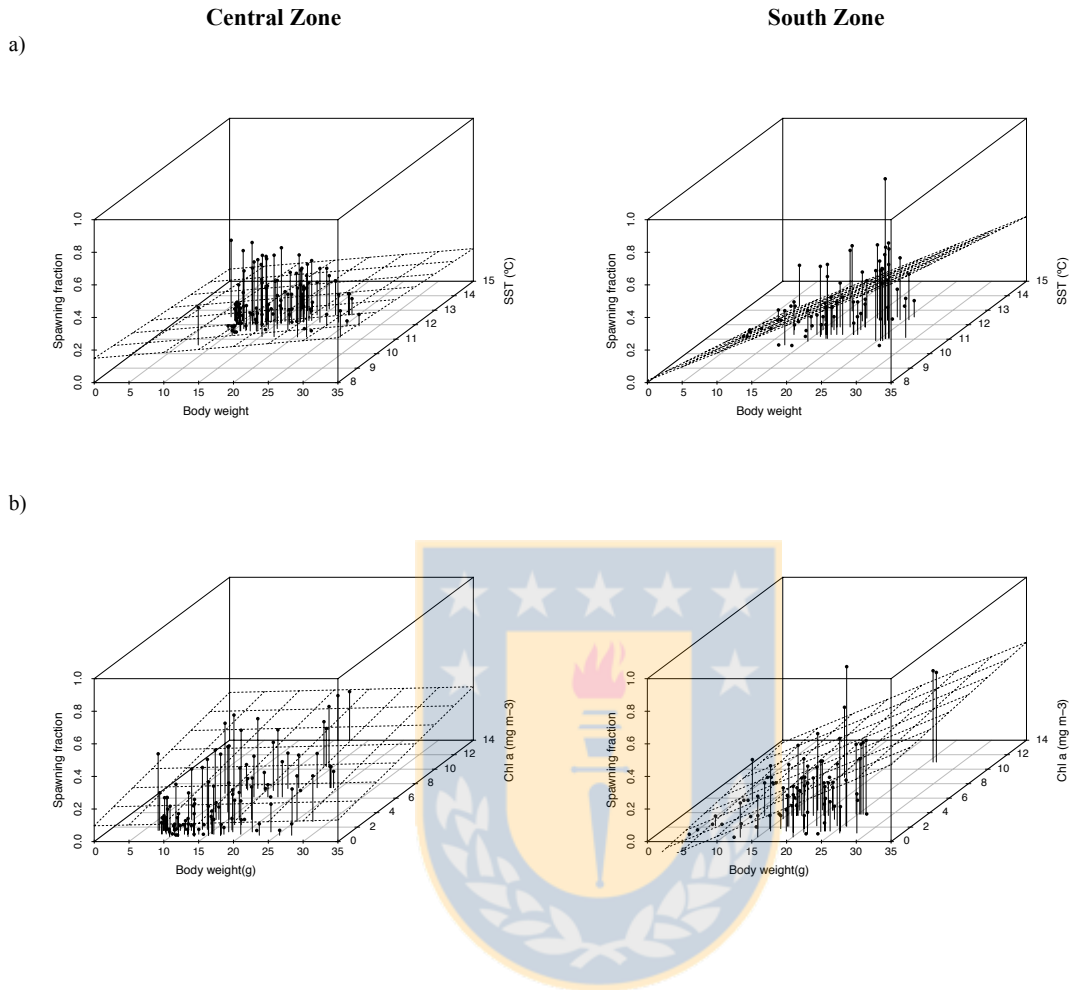 Central Zone
South Zone
a)
Spawning fraction
0.0 0.2 0.4 0.6 0.8 1.0
0 5 10 15 20 25 30 35
Body weight
8 9 10 11 12 13 14 15
SST (ºC)
Spawning fraction
0.0 0.2 0.4 0.6 0.8 1.0
0 5 10 15 20 25 30 35
Body weight
8 9 10 11 12 13 14 15
SST (ºC)
b)
Spawning fraction
0.0 0.2 0.4 0.6 0.8 1.0
0 5 10 15 20 25 30 35
Body weight(g)
0 2 4 6 8 10 12 14
Chl a (mg m−3)
Spawning fraction
0.0 0.2 0.4 0.6 0.8 1.0
0 5 10 15 20 25 30 35
Body weight(g)
0 2 4 6 8 10 12 14
Chl a (mg m−3)